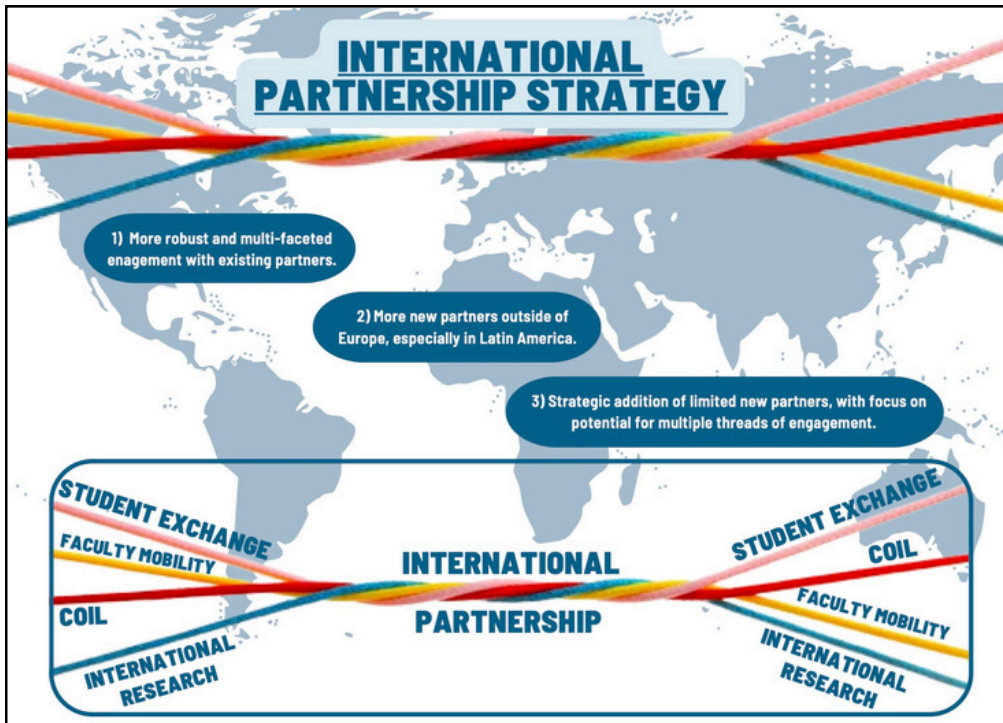 INTERNATIONAL
PARTNERSHIP STRATEGY
1) More robust and multi-faceted
enagement with existing partners.
2) More new partners outside of
Europe, especially in Latin America.
3) Strategic addition of limited new partners, with focus on
potential for multiple threads of engagement.
STUDENT EXCHANGE
FACULTY MOBILITY
COIL
INTERNATIONAL
RESEARCH
INTERNATIONAL
PARTNERSHIP
STUDENT EXCHANGE
COIL
FACULTY MOBILITY
INTERNATIONAL
RESEARCH